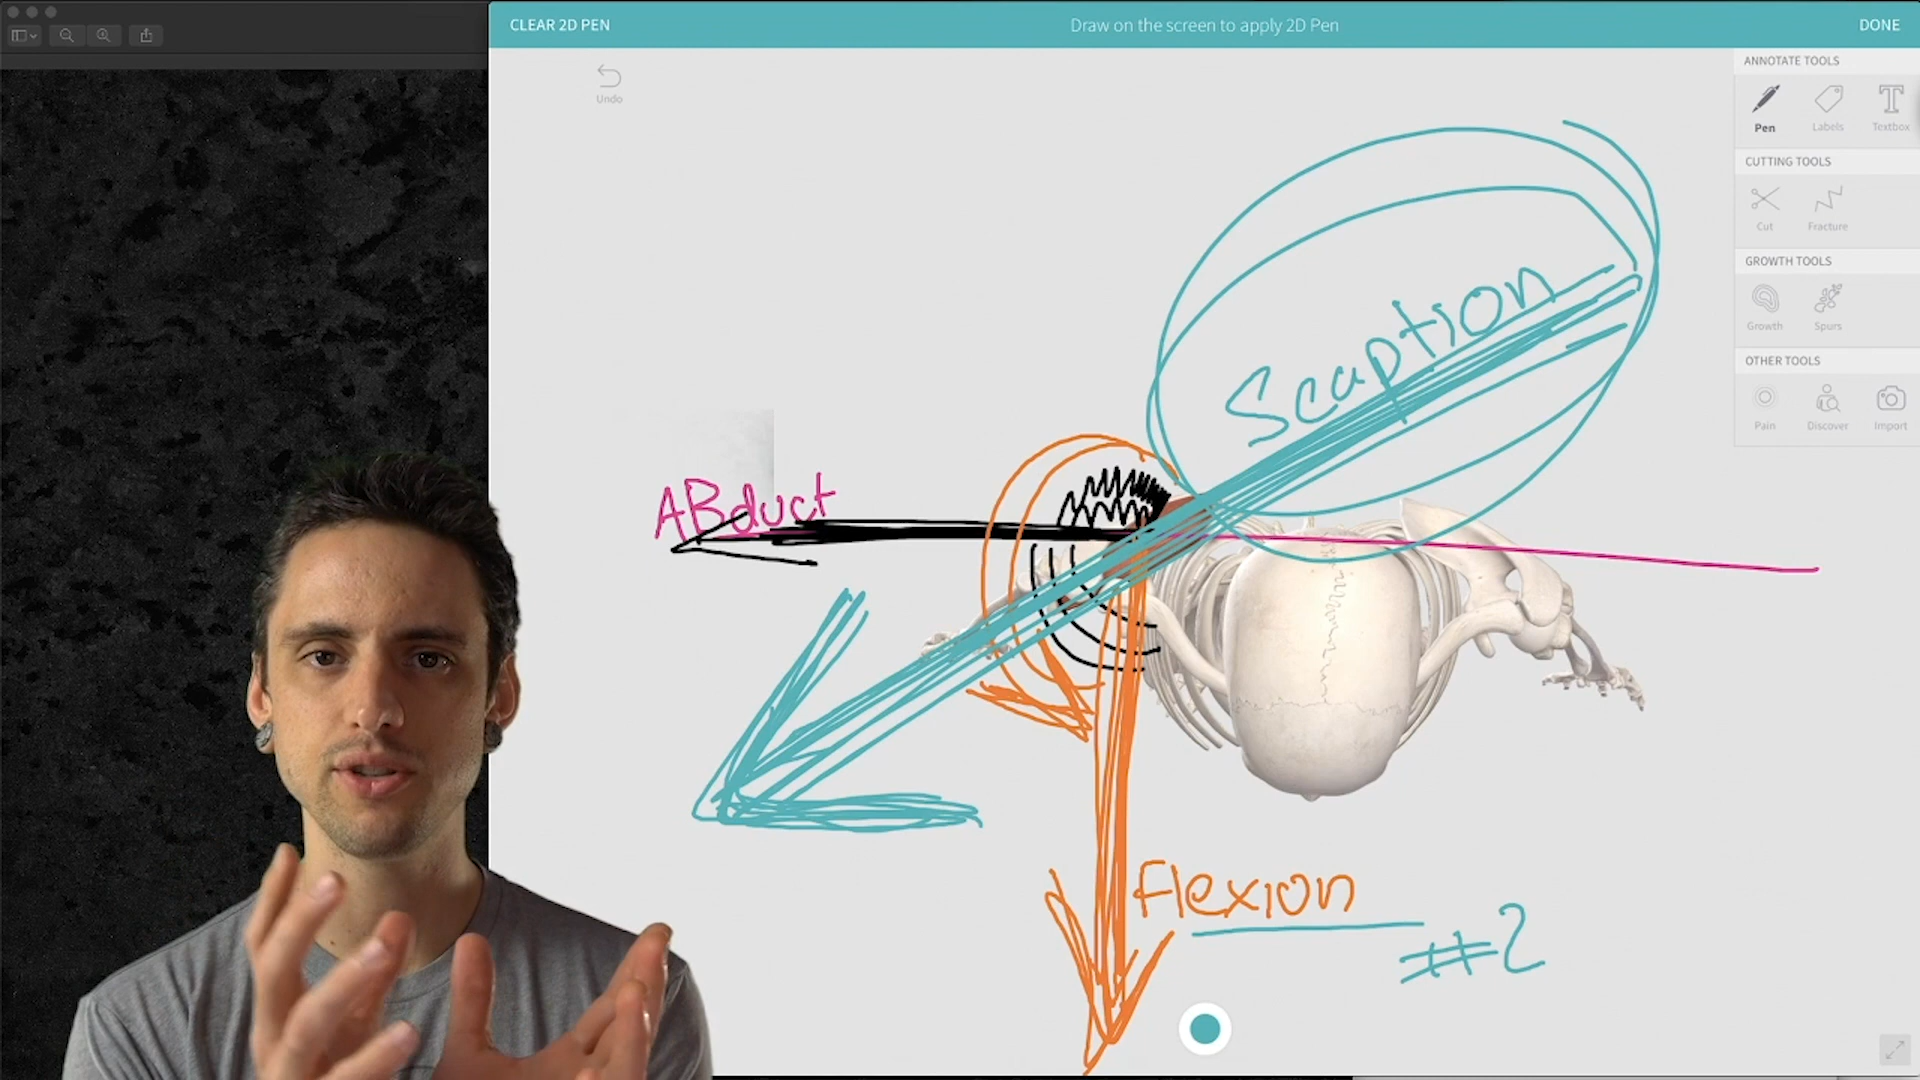 CLEAR 2D PEN
Draw on the screen to apply 2D Pen
DONE
Undo
ANNOTATE TOOLS
Pen
Labels
Textbox
CUTTING TOOLS
Cut
Fracture
GROWTH TOOLS
Growth
Spurs
OTHER TOOLS
Pain
Discover
Import
Scaption
ABduct
Flexion
#2